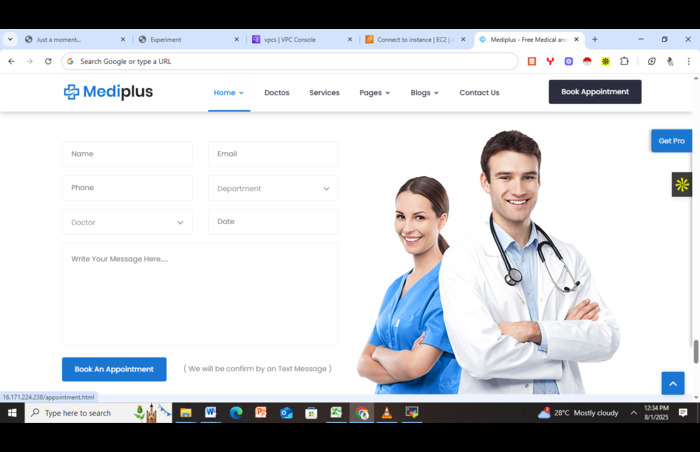 Just a moment...
Experiment
vpcs | VPC Console
Connect to instance | EC2 |
Mediplus - Free Medical and
Search Google or type a URL
Mediplus
Home
Doctos
Services
Pages
Blogs
Contact Us
Book Appointment
Get Pro
Name
Email
Phone
Department
Doctor
Date
Write Your Message Here....
Book An Appointment
( We will be confirm by an Text Message )
16.171.224.238/appointment.html
Type here to search
28°C Mostly cloudy
12:34 PM
8/1/2025